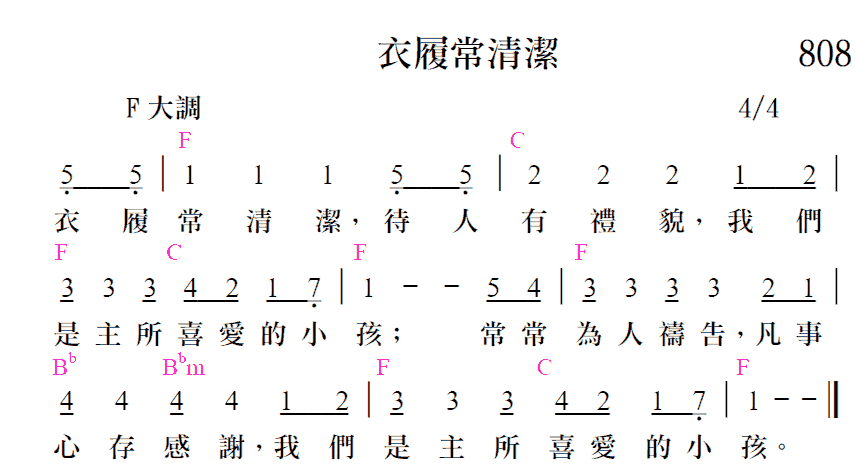 衣履常清潔 808
F 大調 4/4
F C
5 5 | 1 1 1 5 5 | 2 2 2 1 2 |
衣 履 常 清 潔，待 人 有 禮 貌，我 們
F C F F
3 3 3 4 2 1 7 | 1 － － 5 4 | 3 3 3 3 2 1 |
是 主 所 喜 愛 的 小 孩； 常 常 為 人 禱 告，凡 事
B♭ B♭m F C F
4 4 4 4 1 2 | 3 3 3 3 4 2 1 7 | 1 － － ‖
心 存 感 謝，我 們 是 主 所 喜 愛 的 小 孩。